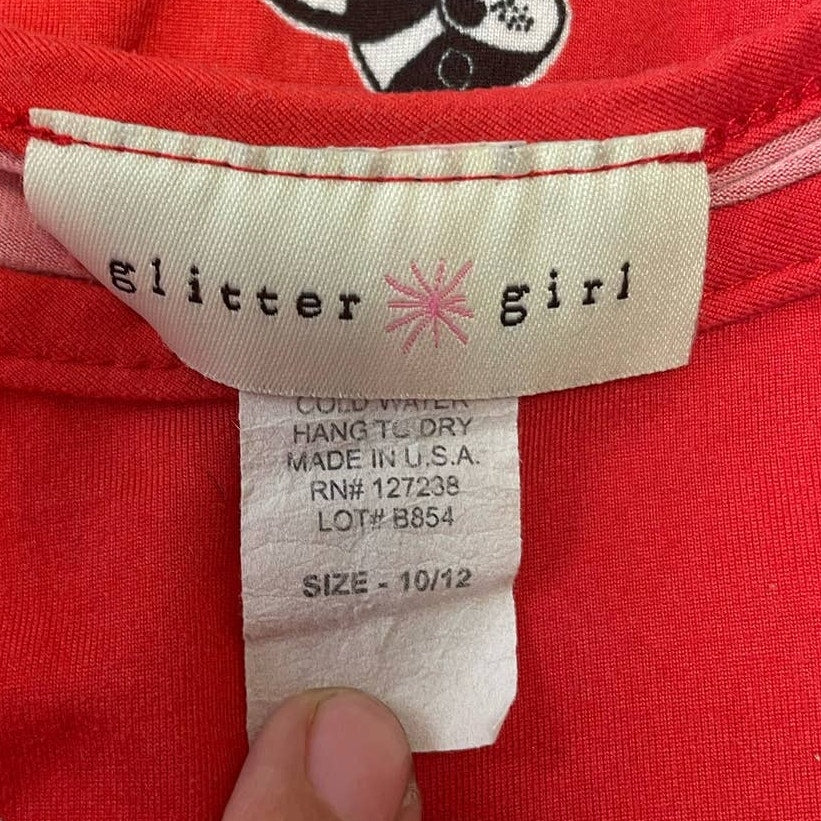 glitter girl
COLD WATER
HANG TO DRY
MADE IN U.S.A.
RN# 127238
LOT# B854
SIZE - 10/12